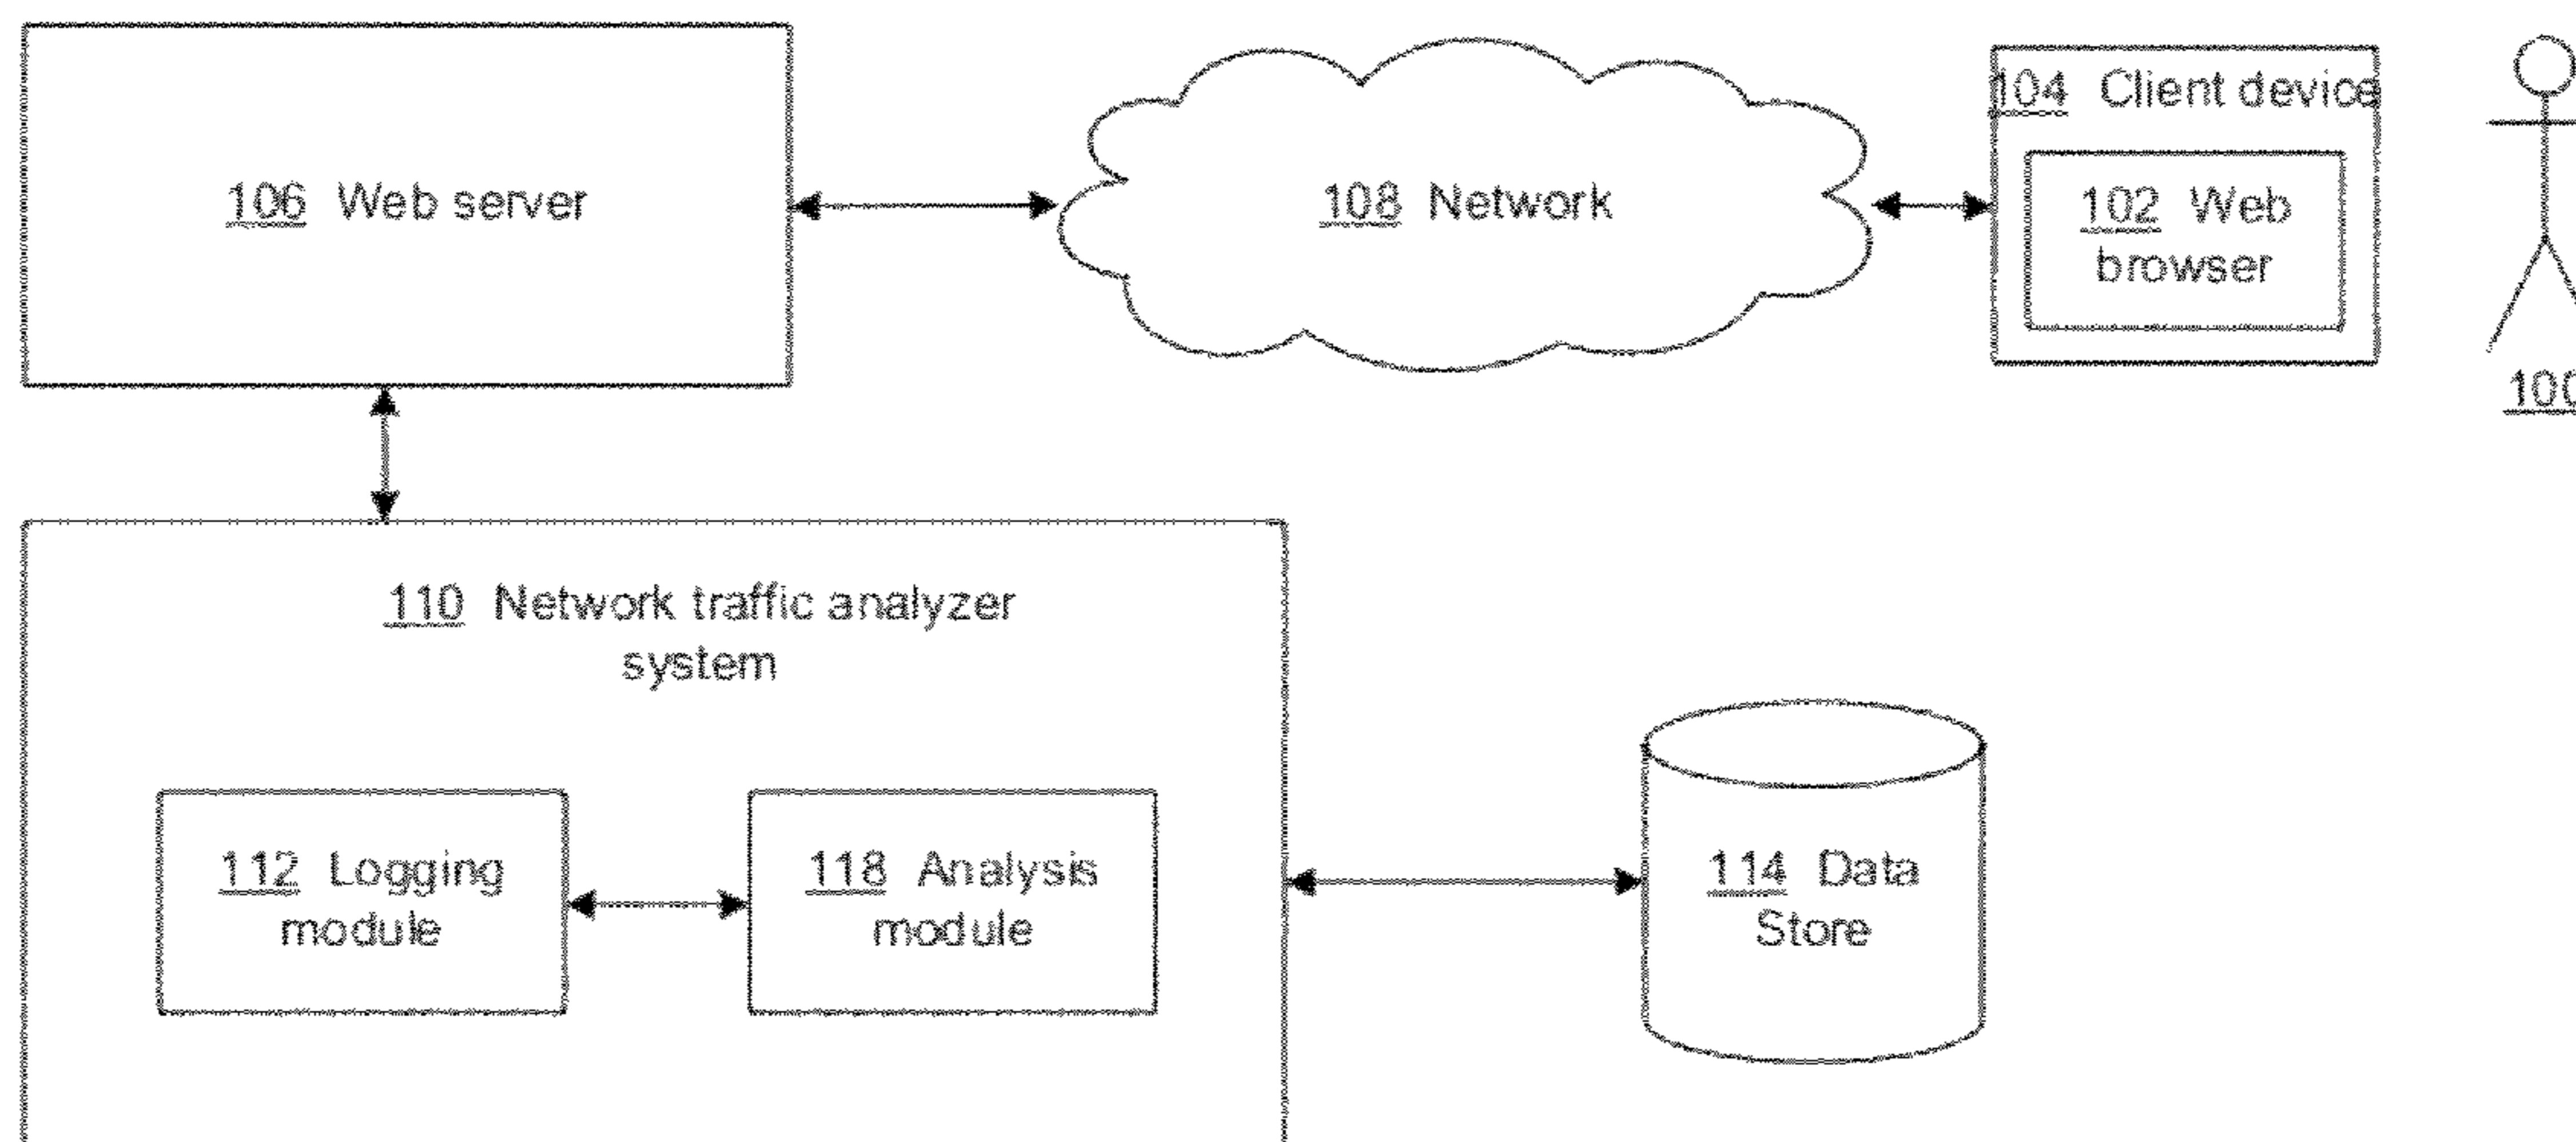 106 Web server
108 Network
104 Client device
102 Web
browser
100
110 Network traffic analyzer
system
112 Logging
module
118 Analysis
module
114 Data
Store